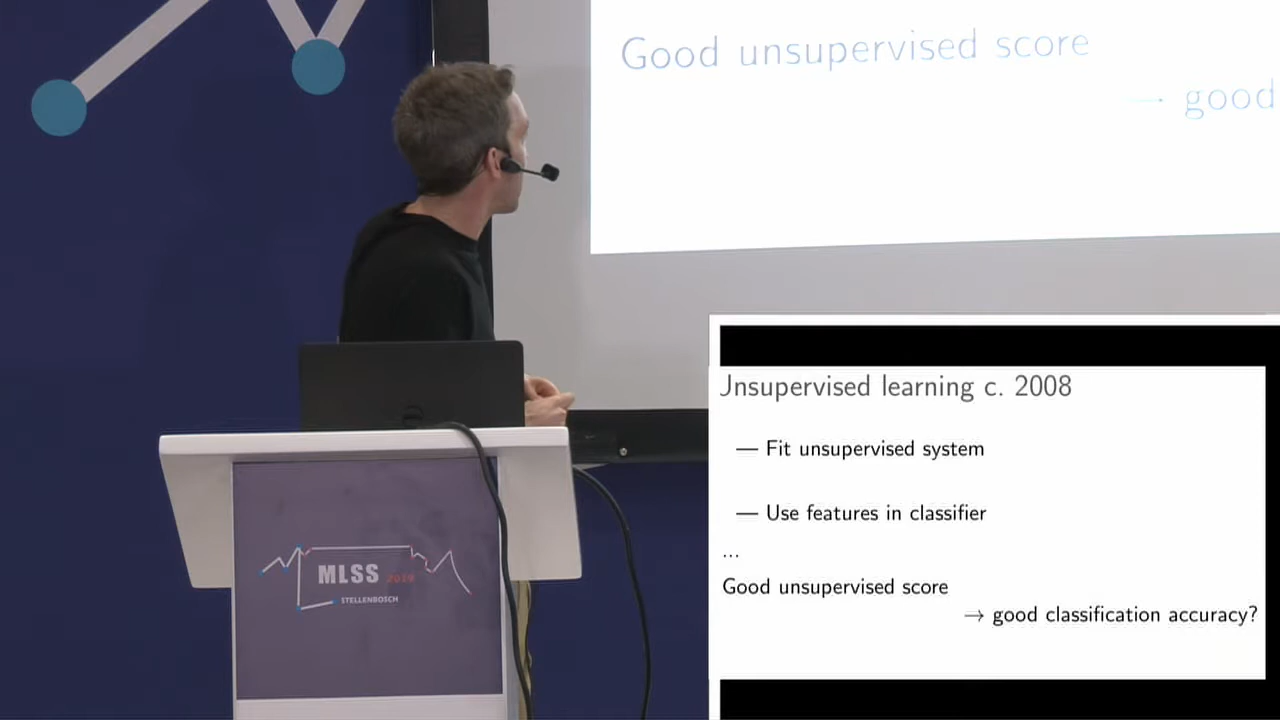 Good unsupervised score
→ good
Jnsupervised learning c. 2008
— Fit unsupervised system
— Use features in classifier
...
Good unsupervised score
→ good classification accuracy?
MLSS 2019
STELLENBOSCH